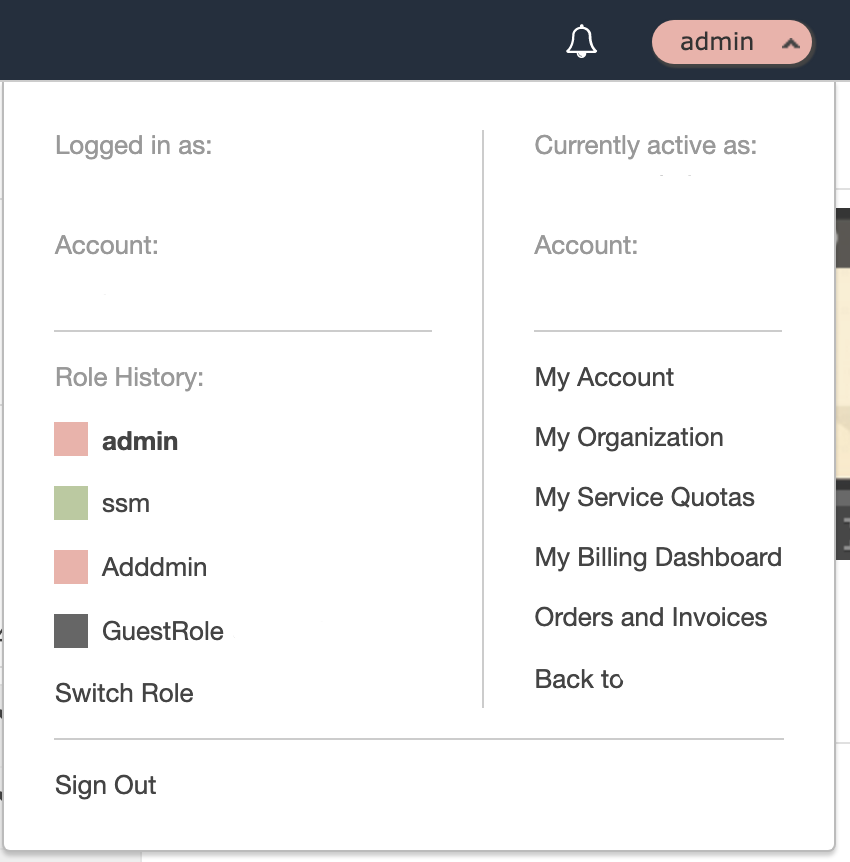 admin
Logged in as:
Account:
Role History:
admin
ssm
Adddmin
GuestRole
Switch Role
Currently active as:
Account:
My Account
My Organization
My Service Quotas
My Billing Dashboard
Orders and Invoices
Back to
Sign Out